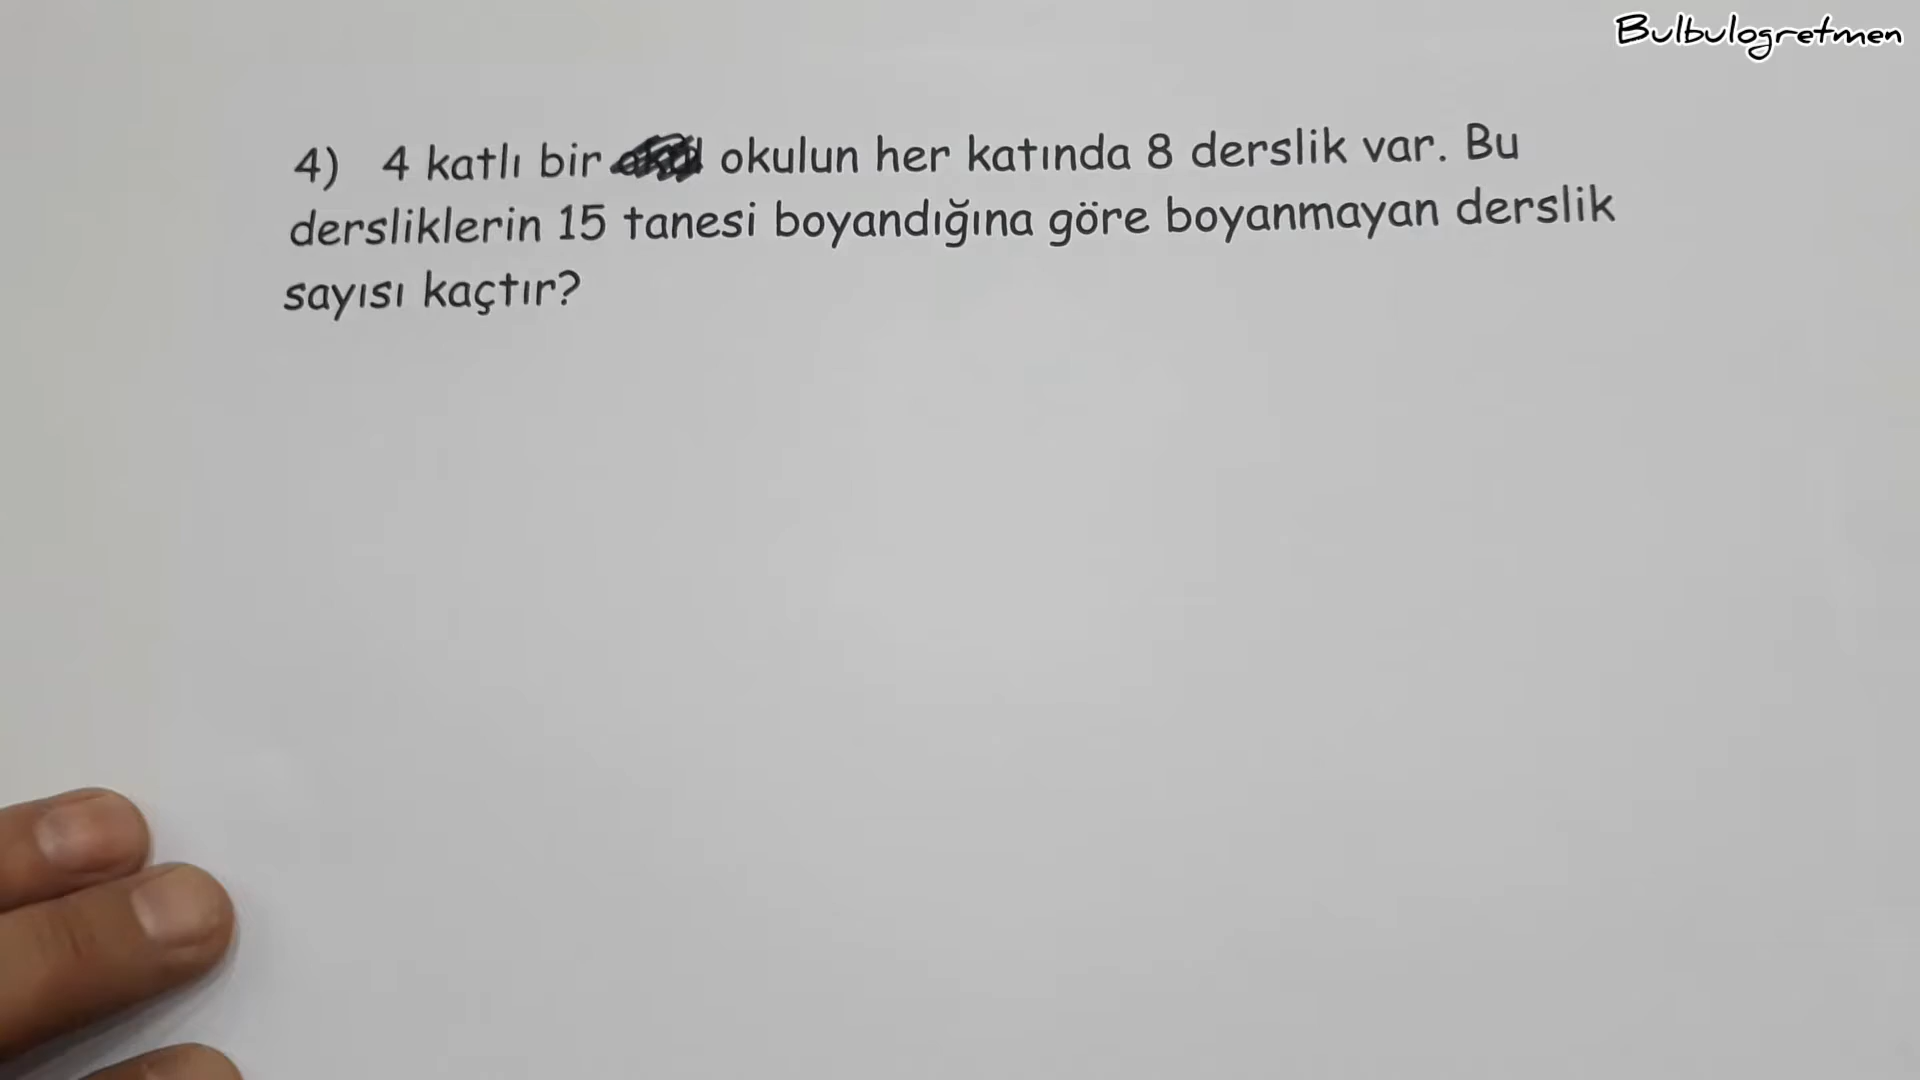 Bulbulogretmen
4) 4 katlı bir okulun her katında 8 derslik var. Bu
dersliklerin 15 tanesi boyandığına göre boyanmayan derslik
sayısı kaçtır?